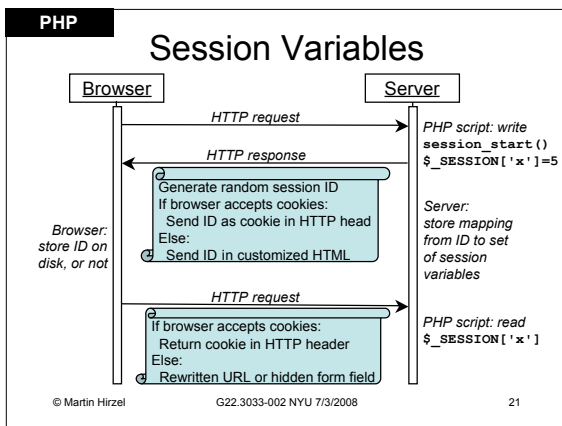 PHP
Session Variables
Browser
Server
HTTP request
PHP script: write
session_start()
$_SESSION['x']=5
HTTP response
Generate random session ID
If browser accepts cookies:
Send ID as cookie in HTTP head
Else:
Send ID in customized HTML
Browser:
store ID on
disk, or not
Server:
store mapping
from ID to set
of session
variables
HTTP request
If browser accepts cookies:
Return cookie in HTTP header
Else:
Rewritten URL or hidden form field
PHP script: read
$_SESSION['x']
© Martin Hirzel
G22.3033-002 NYU 7/3/2008
21